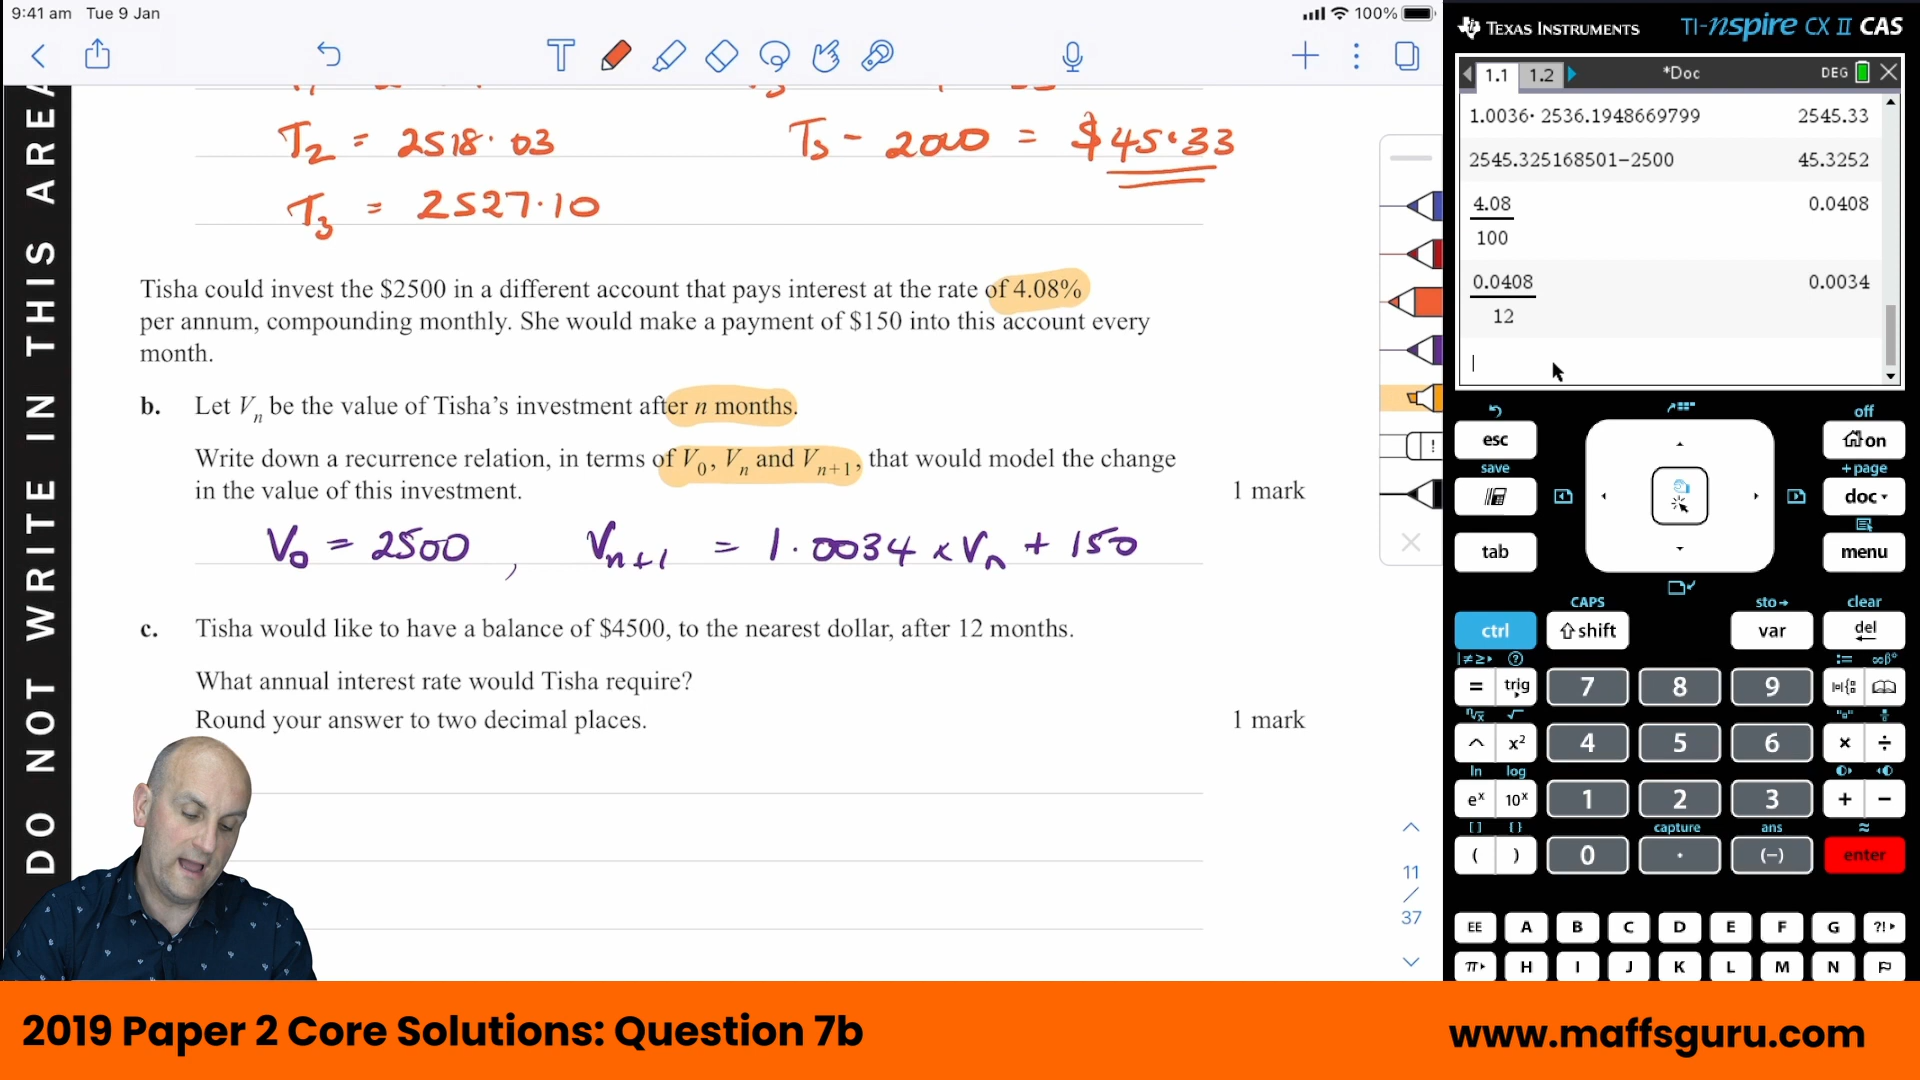 9:41 am Tue 9 Jan
100%
T2 = 2518.03
T5 - 2000 = $45.33
T3 = 2527.10
Tisha could invest the $2500 in a different account that pays interest at the rate of 4.08%
per annum, compounding monthly. She would make a payment of $150 into this account every
month.
b. Let Vn be the value of Tisha's investment after n months.
Write down a recurrence relation, in terms of V0, Vn and Vn+1, that would model the change
in the value of this investment. 1 mark
V0 = 2500 , Vn+1 = 1.0034 × Vn + 150
c. Tisha would like to have a balance of $4500, to the nearest dollar, after 12 months.
What annual interest rate would Tisha require?
Round your answer to two decimal places. 1 mark
DO NOT WRITE IN THIS AREA
11
/
37
TEXAS INSTRUMENTS TI-nspire CX II CAS
1.1 1.2 *Doc DEG
1.0036· 2536.1948669799 2545.33
2545.325168501−2500 45.3252
4.08 0.0408
100
0.0408 0.0034
12
off
esc on
save + page
doc
tab menu
CAPS sto→ clear
ctrl shift var del
= trig 7 8 9
^ x² 4 5 6 × ÷
ln log
eˣ 10ˣ 1 2 3 + −
[ ] { } capture ans ≈
( ) 0 . (−) enter
EE A B C D E F G ?!▸
π▸ H I J K L M N
2019 Paper 2 Core Solutions: Question 7b
www.maffsguru.com